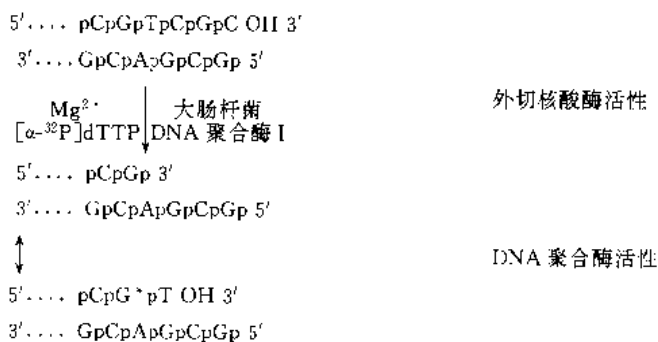 5′.... pCpGpTpCpGpC OH 3′
3′....GpCpApGpCpGp 5′
Mg²⁺ 大肠杆菌 外切核酸酶活性
[α-³²P]dTTP DNA 聚合酶 I
5′.... pCpGp 3′
3′.... GpCpApGpCpGp 5′
DNA 聚合酶活性
5′.... pCpG*pT OH 3′
3′.... GpCpApGpCpGp 5′